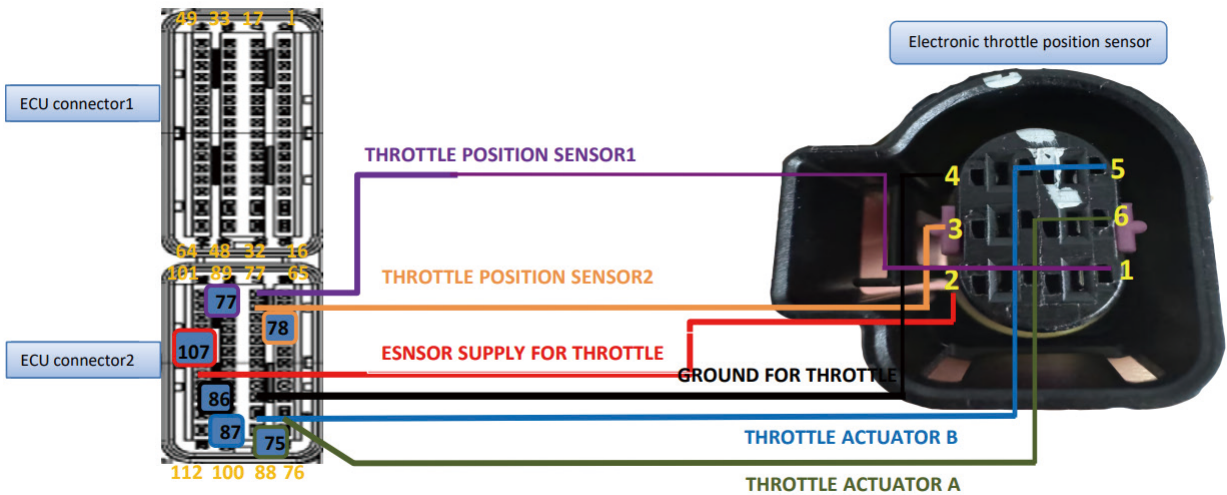 49 33 17 1
Electronic throttle position sensor
ECU connector1
THROTTLE POSITION SENSOR1
4
5
3
6
64 48 32 16
101 89 77 65
THROTTLE POSITION SENSOR2
2
1
77
78
107
ECU connector2
ESNSOR SUPPLY FOR THROTTLE
GROUND FOR THROTTLE
86
87
75
THROTTLE ACTUATOR B
112 100 88 76
THROTTLE ACTUATOR A